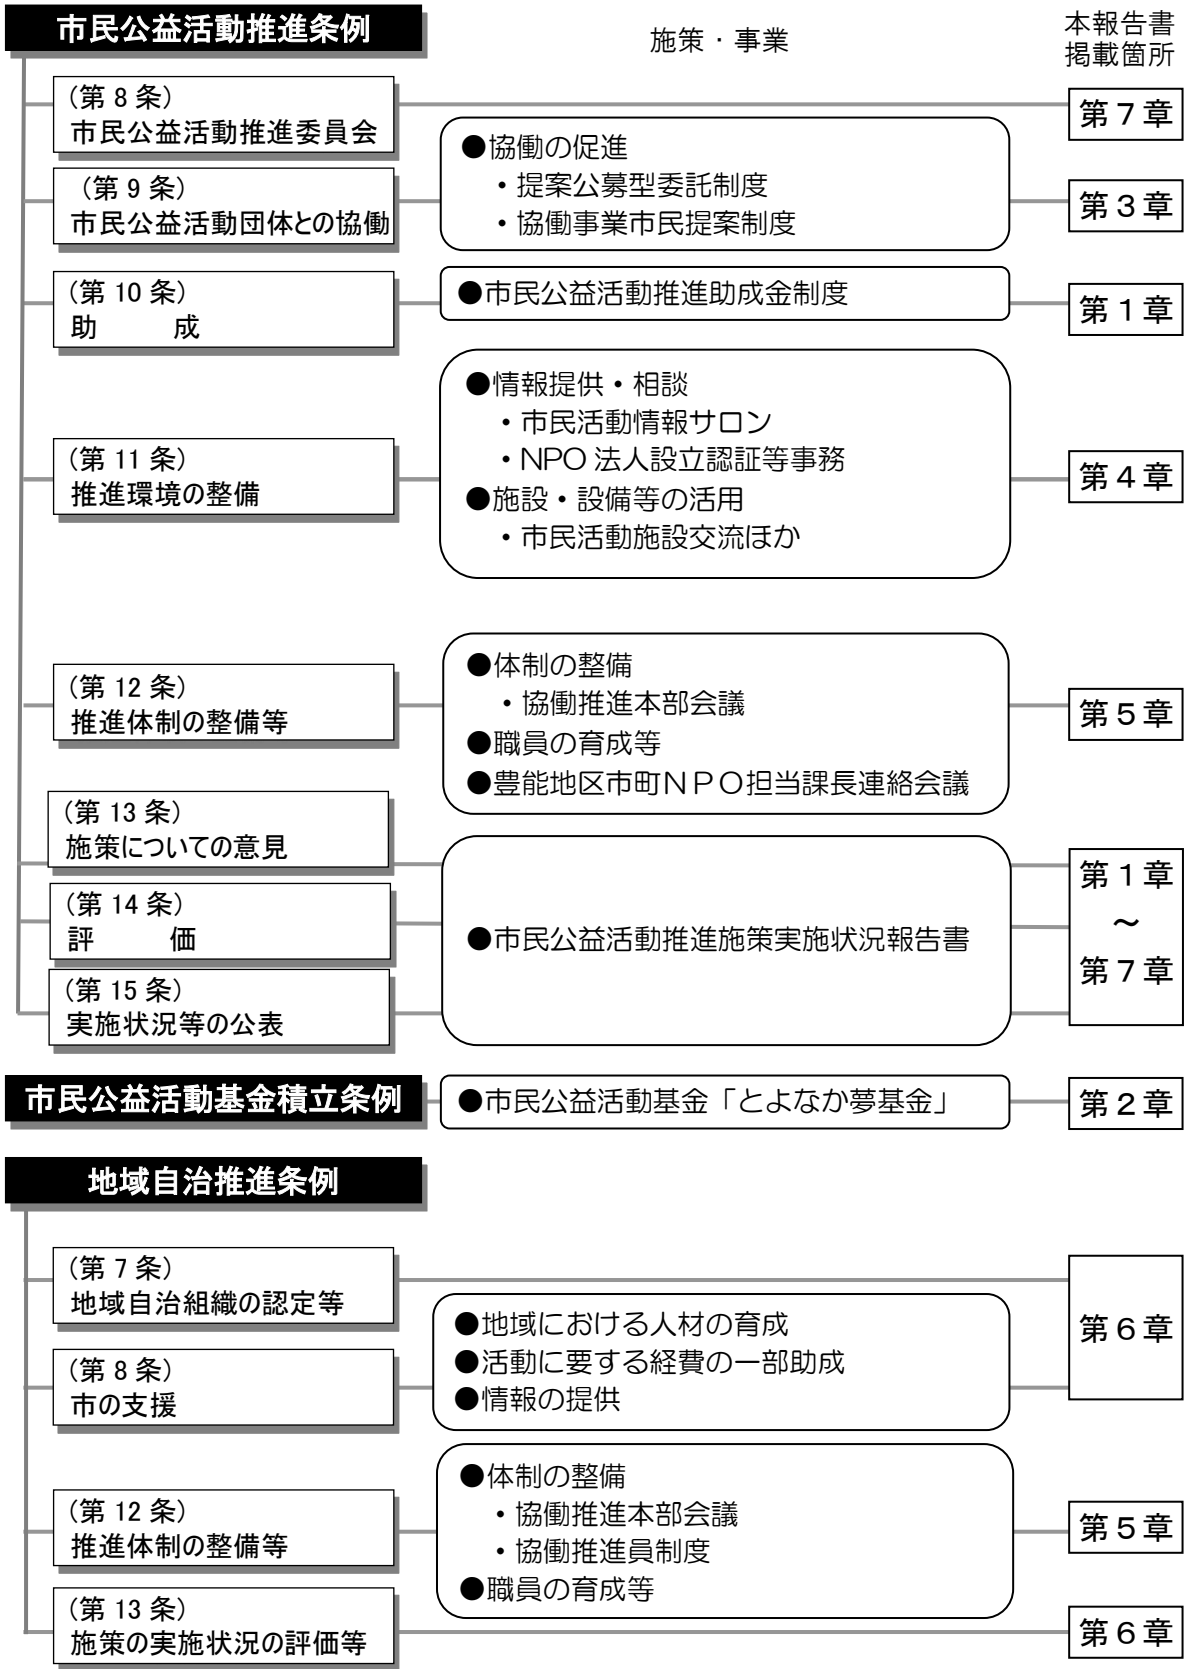 市民公益活動推進条例
施策・事業
本報告書
掲載箇所
(第 8 条)
市民公益活動推進委員会
第７章
(第 9 条)
市民公益活動団体との協働
●協働の促進
・提案公募型委託制度
・協働事業市民提案制度
第３章
(第 10 条)
助　　　成
●市民公益活動推進助成金制度
第１章
(第 11 条)
推進環境の整備
●情報提供・相談
・市民活動情報サロン
・NPO 法人設立認証等事務
●施設・設備等の活用
・市民活動施設交流ほか
第４章
(第 12 条)
推進体制の整備等
●体制の整備
・協働推進本部会議
●職員の育成等
●豊能地区市町ＮＰＯ担当課長連絡会議
第５章
(第 13 条)
施策についての意見
(第 14 条)
評　　　価
(第 15 条)
実施状況等の公表
●市民公益活動推進施策実施状況報告書
第１章
～
第７章
市民公益活動基金積立条例
●市民公益活動基金「とよなか夢基金」
第２章
地域自治推進条例
(第 7 条)
地域自治組織の認定等
(第 8 条)
市の支援
●地域における人材の育成
●活動に要する経費の一部助成
●情報の提供
第６章
(第 12 条)
推進体制の整備等
●体制の整備
・協働推進本部会議
・協働推進員制度
●職員の育成等
第５章
(第 13 条)
施策の実施状況の評価等
第６章